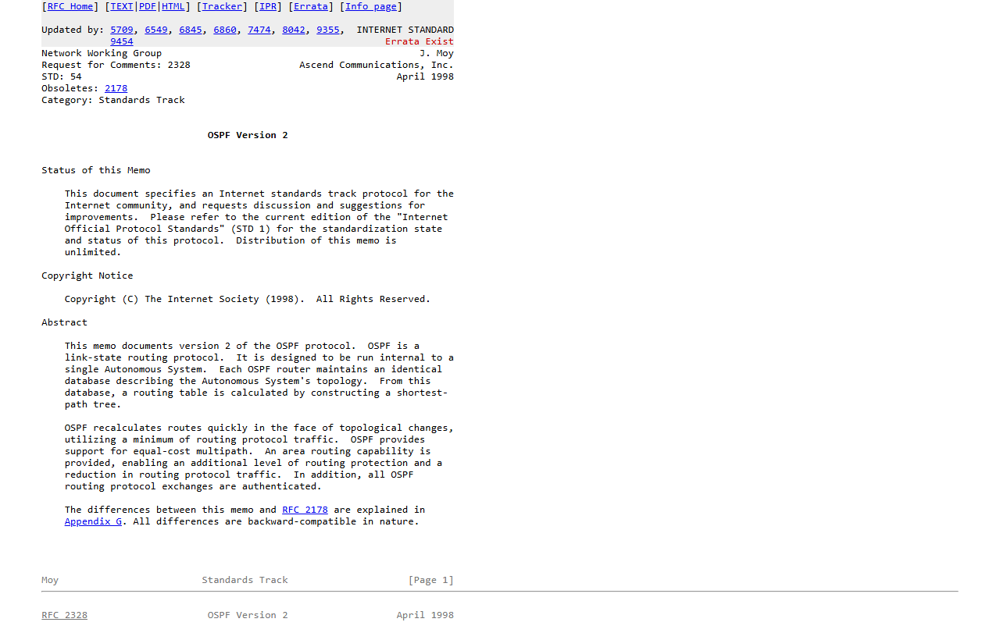 [RFC Home] [TEXT|PDF|HTML] [Tracker] [IPR] [Errata] [Info page]
Updated by: 5709, 6549, 6845, 6860, 7474, 8042, 9355, INTERNET STANDARD
9454 Errata Exist
Network Working Group J. Moy
Request for Comments: 2328 Ascend Communications, Inc.
STD: 54 April 1998
Obsoletes: 2178
Category: Standards Track
OSPF Version 2
Status of this Memo
This document specifies an Internet standards track protocol for the
Internet community, and requests discussion and suggestions for
improvements. Please refer to the current edition of the "Internet
Official Protocol Standards" (STD 1) for the standardization state
and status of this protocol. Distribution of this memo is
unlimited.
Copyright Notice
Copyright (C) The Internet Society (1998). All Rights Reserved.
Abstract
This memo documents version 2 of the OSPF protocol. OSPF is a
link-state routing protocol. It is designed to be run internal to a
single Autonomous System. Each OSPF router maintains an identical
database describing the Autonomous System's topology. From this
database, a routing table is calculated by constructing a shortest-
path tree.
OSPF recalculates routes quickly in the face of topological changes,
utilizing a minimum of routing protocol traffic. OSPF provides
support for equal-cost multipath. An area routing capability is
provided, enabling an additional level of routing protection and a
reduction in routing protocol traffic. In addition, all OSPF
routing protocol exchanges are authenticated.
The differences between this memo and RFC 2178 are explained in
Appendix G. All differences are backward-compatible in nature.
Moy Standards Track [Page 1]
RFC 2328 OSPF Version 2 April 1998